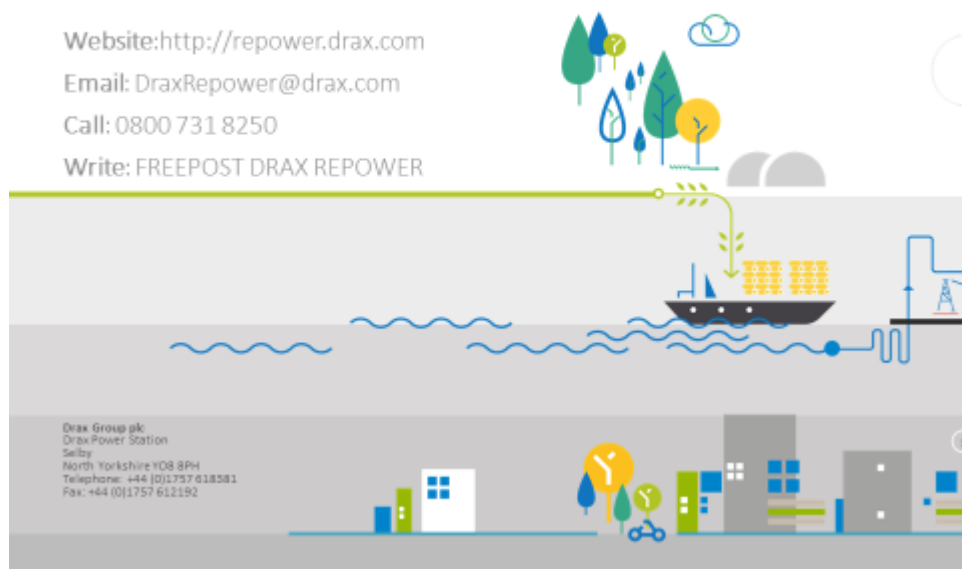 Website:http://repower.drax.com
Email: DraxRepower@drax.com
Call: 0800 731 8250
Write: FREEPOST DRAX REPOWER
Drax Group plc
Drax Power Station
Selby
North Yorkshire YO8 8PH
Telephone: +44 (0)1757 618381
Fax: +44 (0)1757 612192